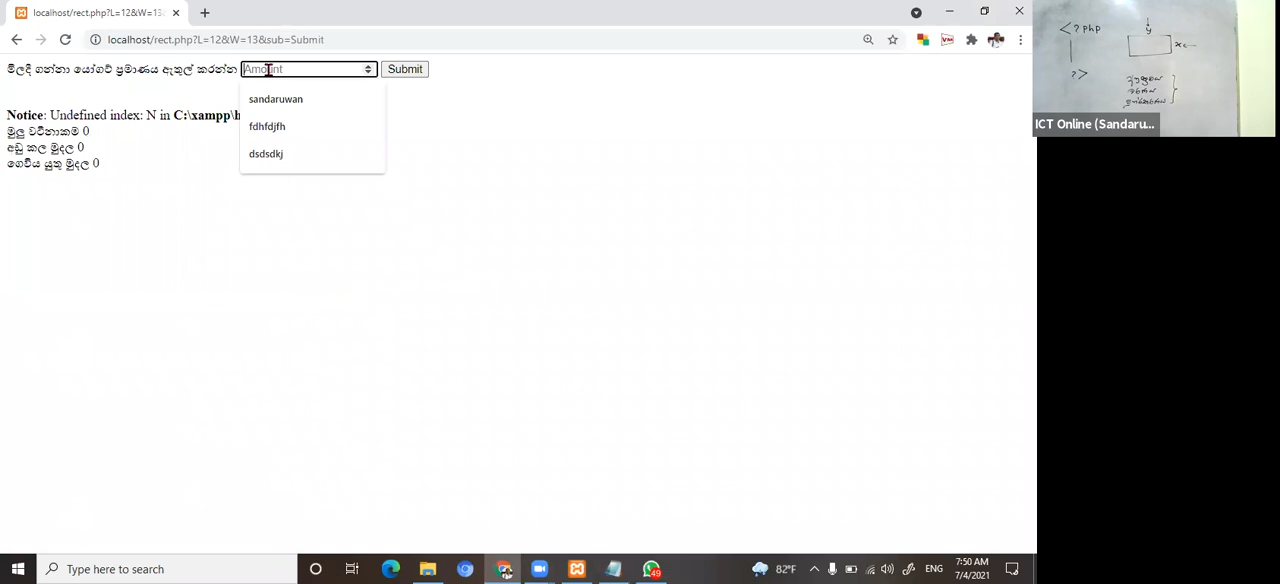 localhost/rect.php?L=12&W=13
localhost/rect.php?L=12&W=13&sub=Submit
මිලදී ගන්නා යෝගට් ප්‍රමාණය ඇතුල් කරන්න Amount Submit
sandaruwan
fdhfdjfh
dsdsdkj
Notice: Undefined index: N in C:\xampp\h
මුලු වටිනාකම 0
අඩු කල මුදල 0
ගෙවිය යුතු මුදල 0
<? php
y
x
?>
ICT Online (Sandaru...
Type here to search
49
82°F
ENG
7:50 AM
7/4/2021